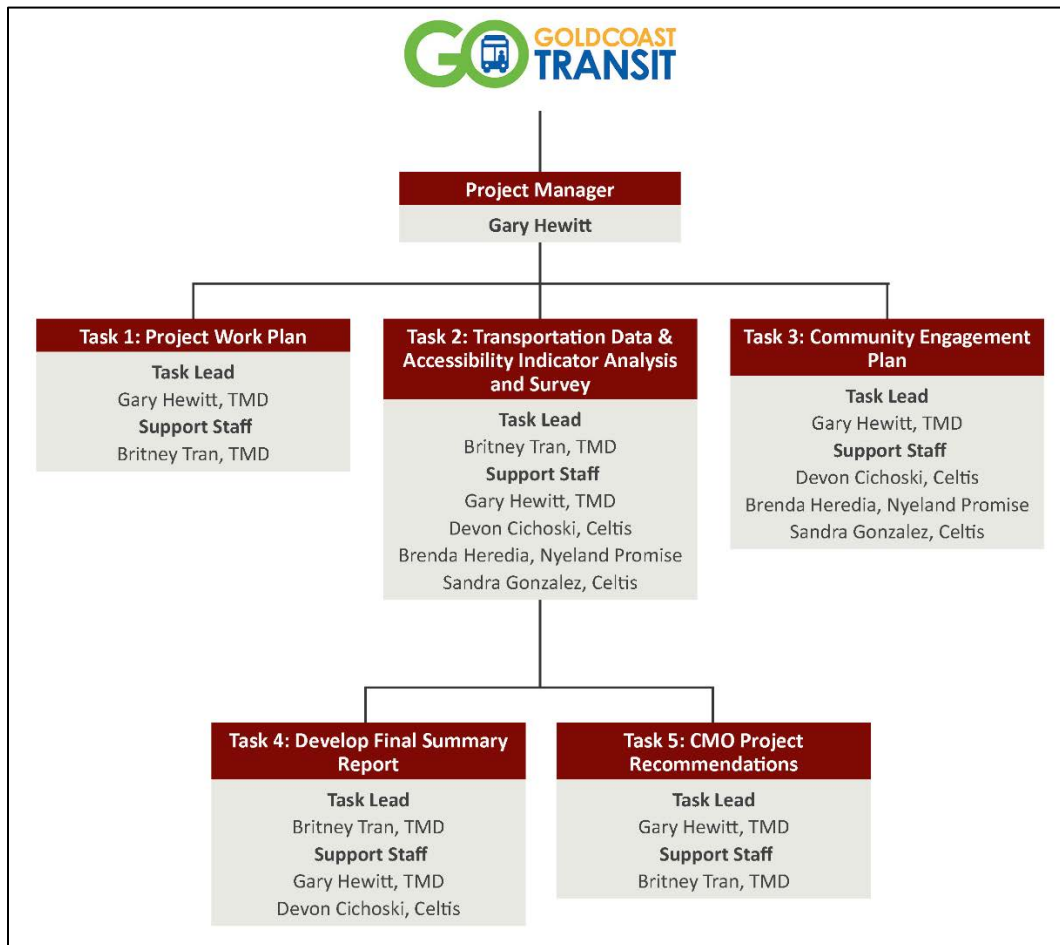 GO GOLD COAST
TRANSIT
Project Manager
Gary Hewitt
Task 1: Project Work Plan
Task Lead
Gary Hewitt, TMD
Support Staff
Britney Tran, TMD
Task 2: Transportation Data &
Accessibility Indicator Analysis
and Survey
Task Lead
Britney Tran, TMD
Support Staff
Gary Hewitt, TMD
Devon Cichoski, Celtis
Brenda Heredia, Nyeland Promise
Sandra Gonzalez, Celtis
Task 3: Community Engagement
Plan
Task Lead
Gary Hewitt, TMD
Support Staff
Devon Cichoski, Celtis
Brenda Heredia, Nyeland Promise
Sandra Gonzalez, Celtis
Task 4: Develop Final Summary
Report
Task Lead
Britney Tran, TMD
Support Staff
Gary Hewitt, TMD
Devon Cichoski, Celtis
Task 5: CMO Project
Recommendations
Task Lead
Gary Hewitt, TMD
Support Staff
Britney Tran, TMD